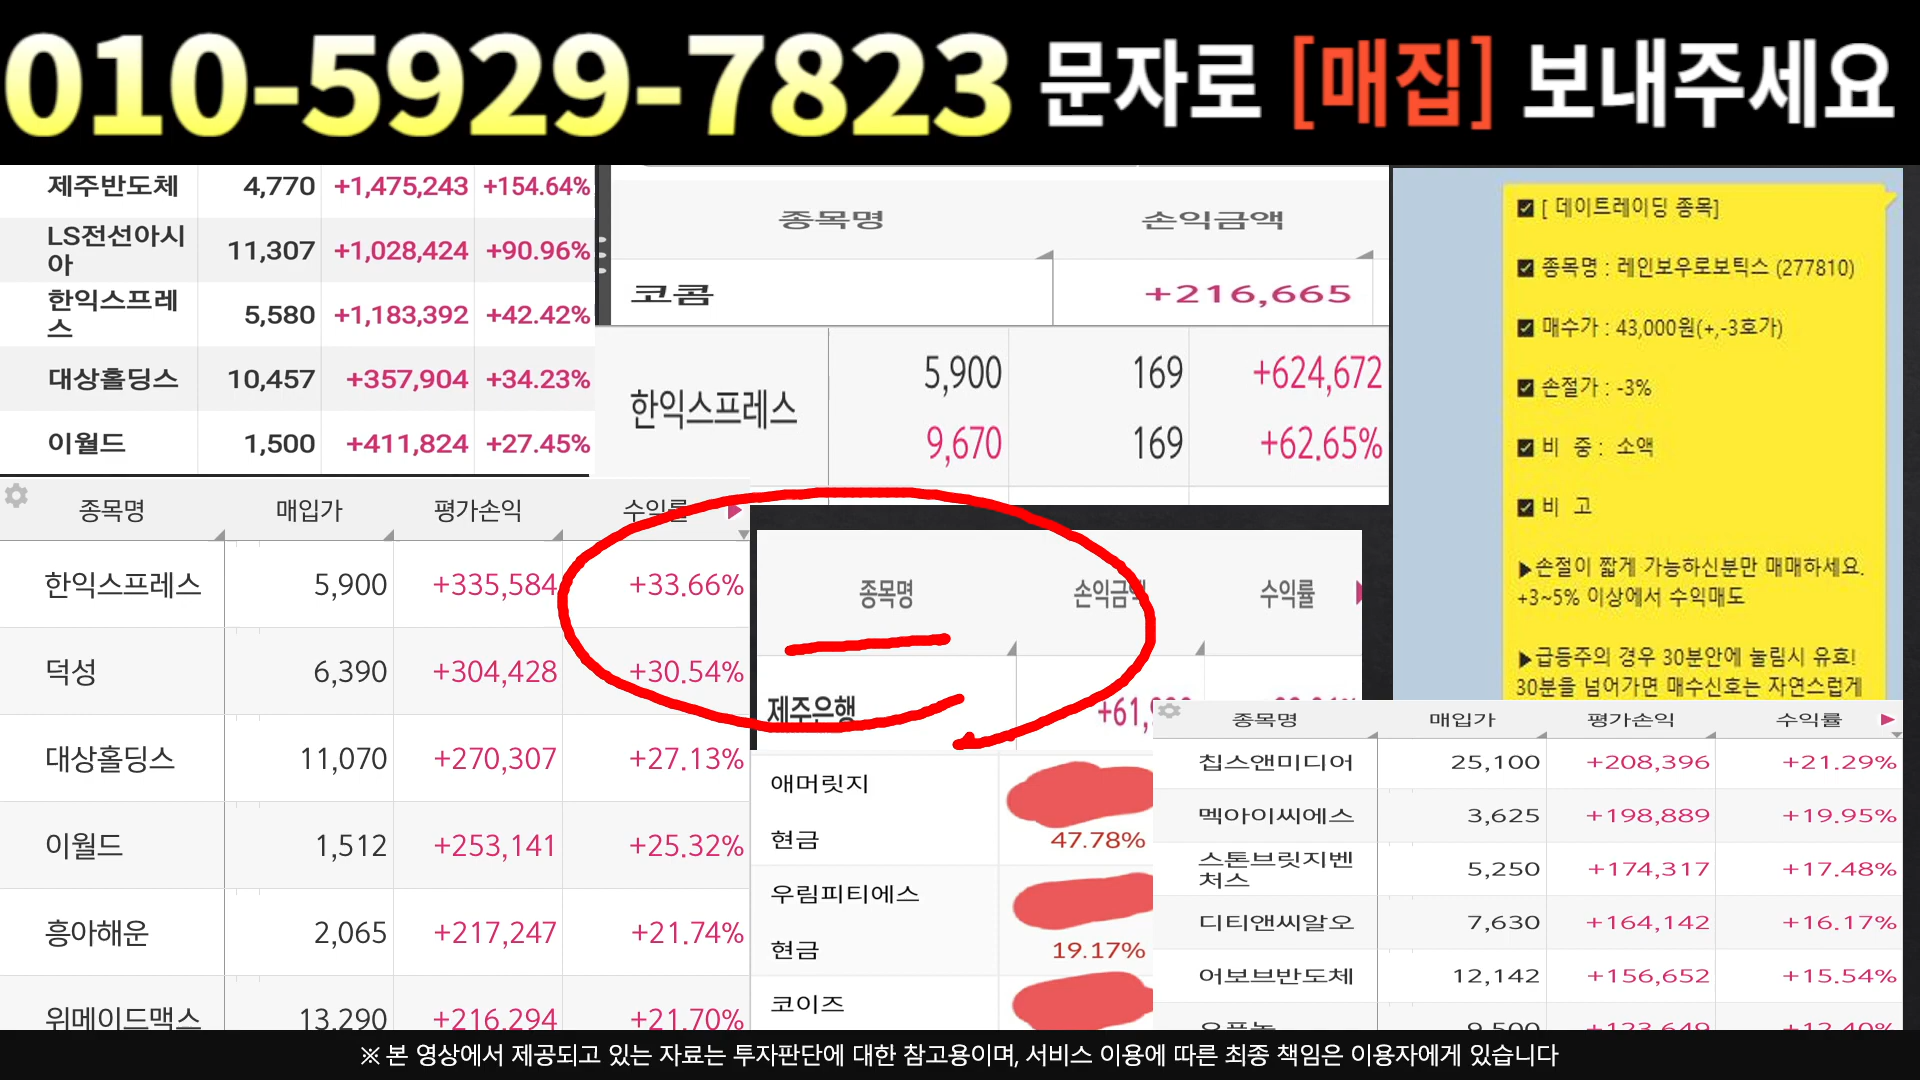 010-5929-7823 문자로 [매집] 보내주세요
제주반도체 4,770 +1,475,243 +154.64%
LS전선아시아 11,307 +1,028,424 +90.96%
한익스프레스 5,580 +1,183,392 +42.42%
대상홀딩스 10,457 +357,904 +34.23%
이월드 1,500 +411,824 +27.45%
종목명 손익금액
코콤 +216,665
한익스프레스 5,900 169 +624,672
9,670 169 +62.65%
[ 데이트레이딩 종목]
종목명 : 레인보우로보틱스 (277810)
매수가 : 43,000원(+,-3호가)
손절가 : -3%
비 중 : 소액
비 고
▶손절이 짧게 가능하신분만 매매하세요.
+3~5% 이상에서 수익매도
▶급등주의 경우 30분안에 눌림시 유효!
30분을 넘어가면 매수신호는 자연스럽게
종목명 매입가 평가손익 수익률
한익스프레스 5,900 +335,584 +33.66%
덕성 6,390 +304,428 +30.54%
대상홀딩스 11,070 +270,307 +27.13%
이월드 1,512 +253,141 +25.32%
흥아해운 2,065 +217,247 +21.74%
위메이드맥스 13,290 +216,294 +21.70%
종목명 손익금액 수익률
제주은행 +61,
애머릿지
현금 47.78%
우림피티에스
현금 19.17%
코이즈
종목명 매입가 평가손익 수익률
칩스앤미디어 25,100 +208,396 +21.29%
멕아이씨에스 3,625 +198,889 +19.95%
스톤브릿지벤처스 5,250 +174,317 +17.48%
디티앤씨알오 7,630 +164,142 +16.17%
어보브반도체 12,142 +156,652 +15.54%
※ 본 영상에서 제공되고 있는 자료는 투자판단에 대한 참고용이며, 서비스 이용에 따른 최종 책임은 이용자에게 있습니다